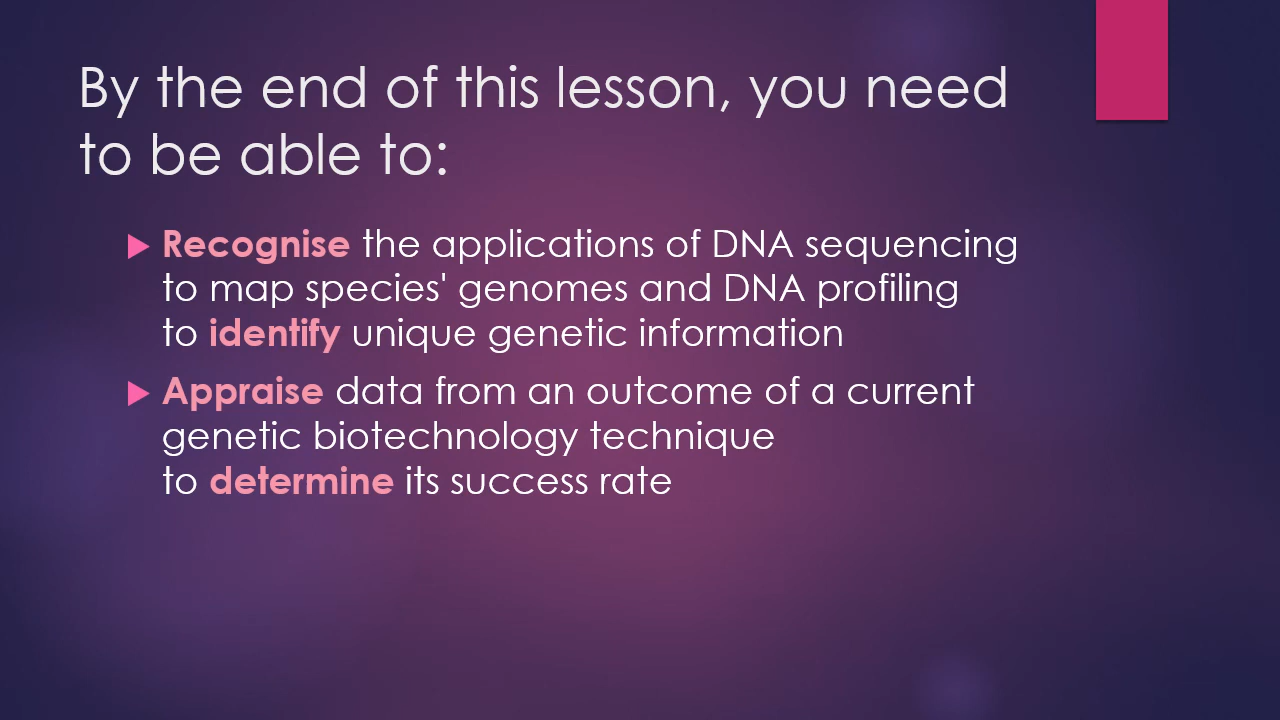 By the end of this lesson, you need
to be able to:
Recognise the applications of DNA sequencing
to map species' genomes and DNA profiling
to identify unique genetic information
Appraise data from an outcome of a current
genetic biotechnology technique
to determine its success rate